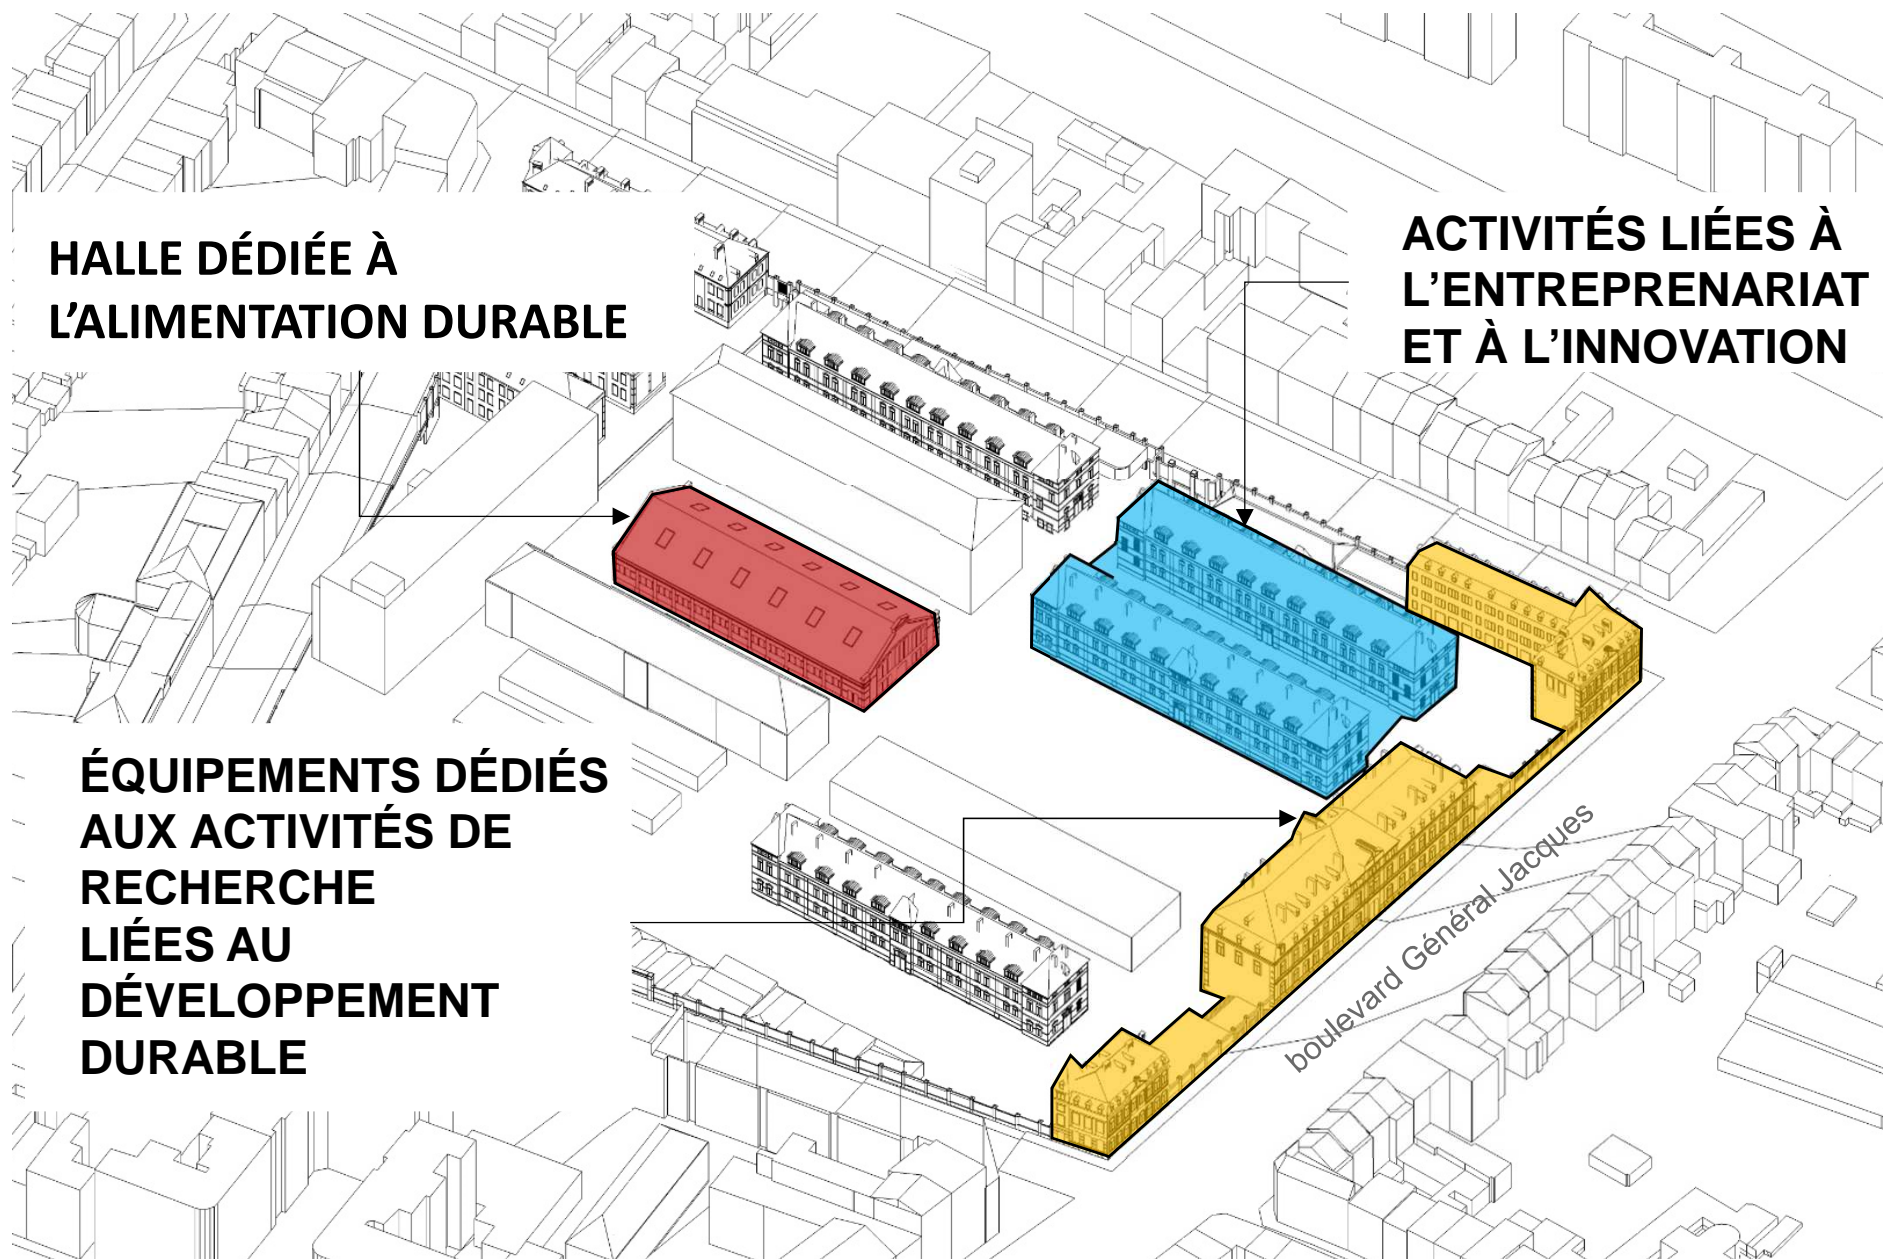 HALLE DÉDIÉE À
L’ALIMENTATION DURABLE
ACTIVITÉS LIÉES À
L’ENTREPRENARIAT
ET À L’INNOVATION
ÉQUIPEMENTS DÉDIÉS
AUX ACTIVITÉS DE
RECHERCHE
LIÉES AU
DÉVELOPPEMENT
DURABLE
boulevard Général Jacques